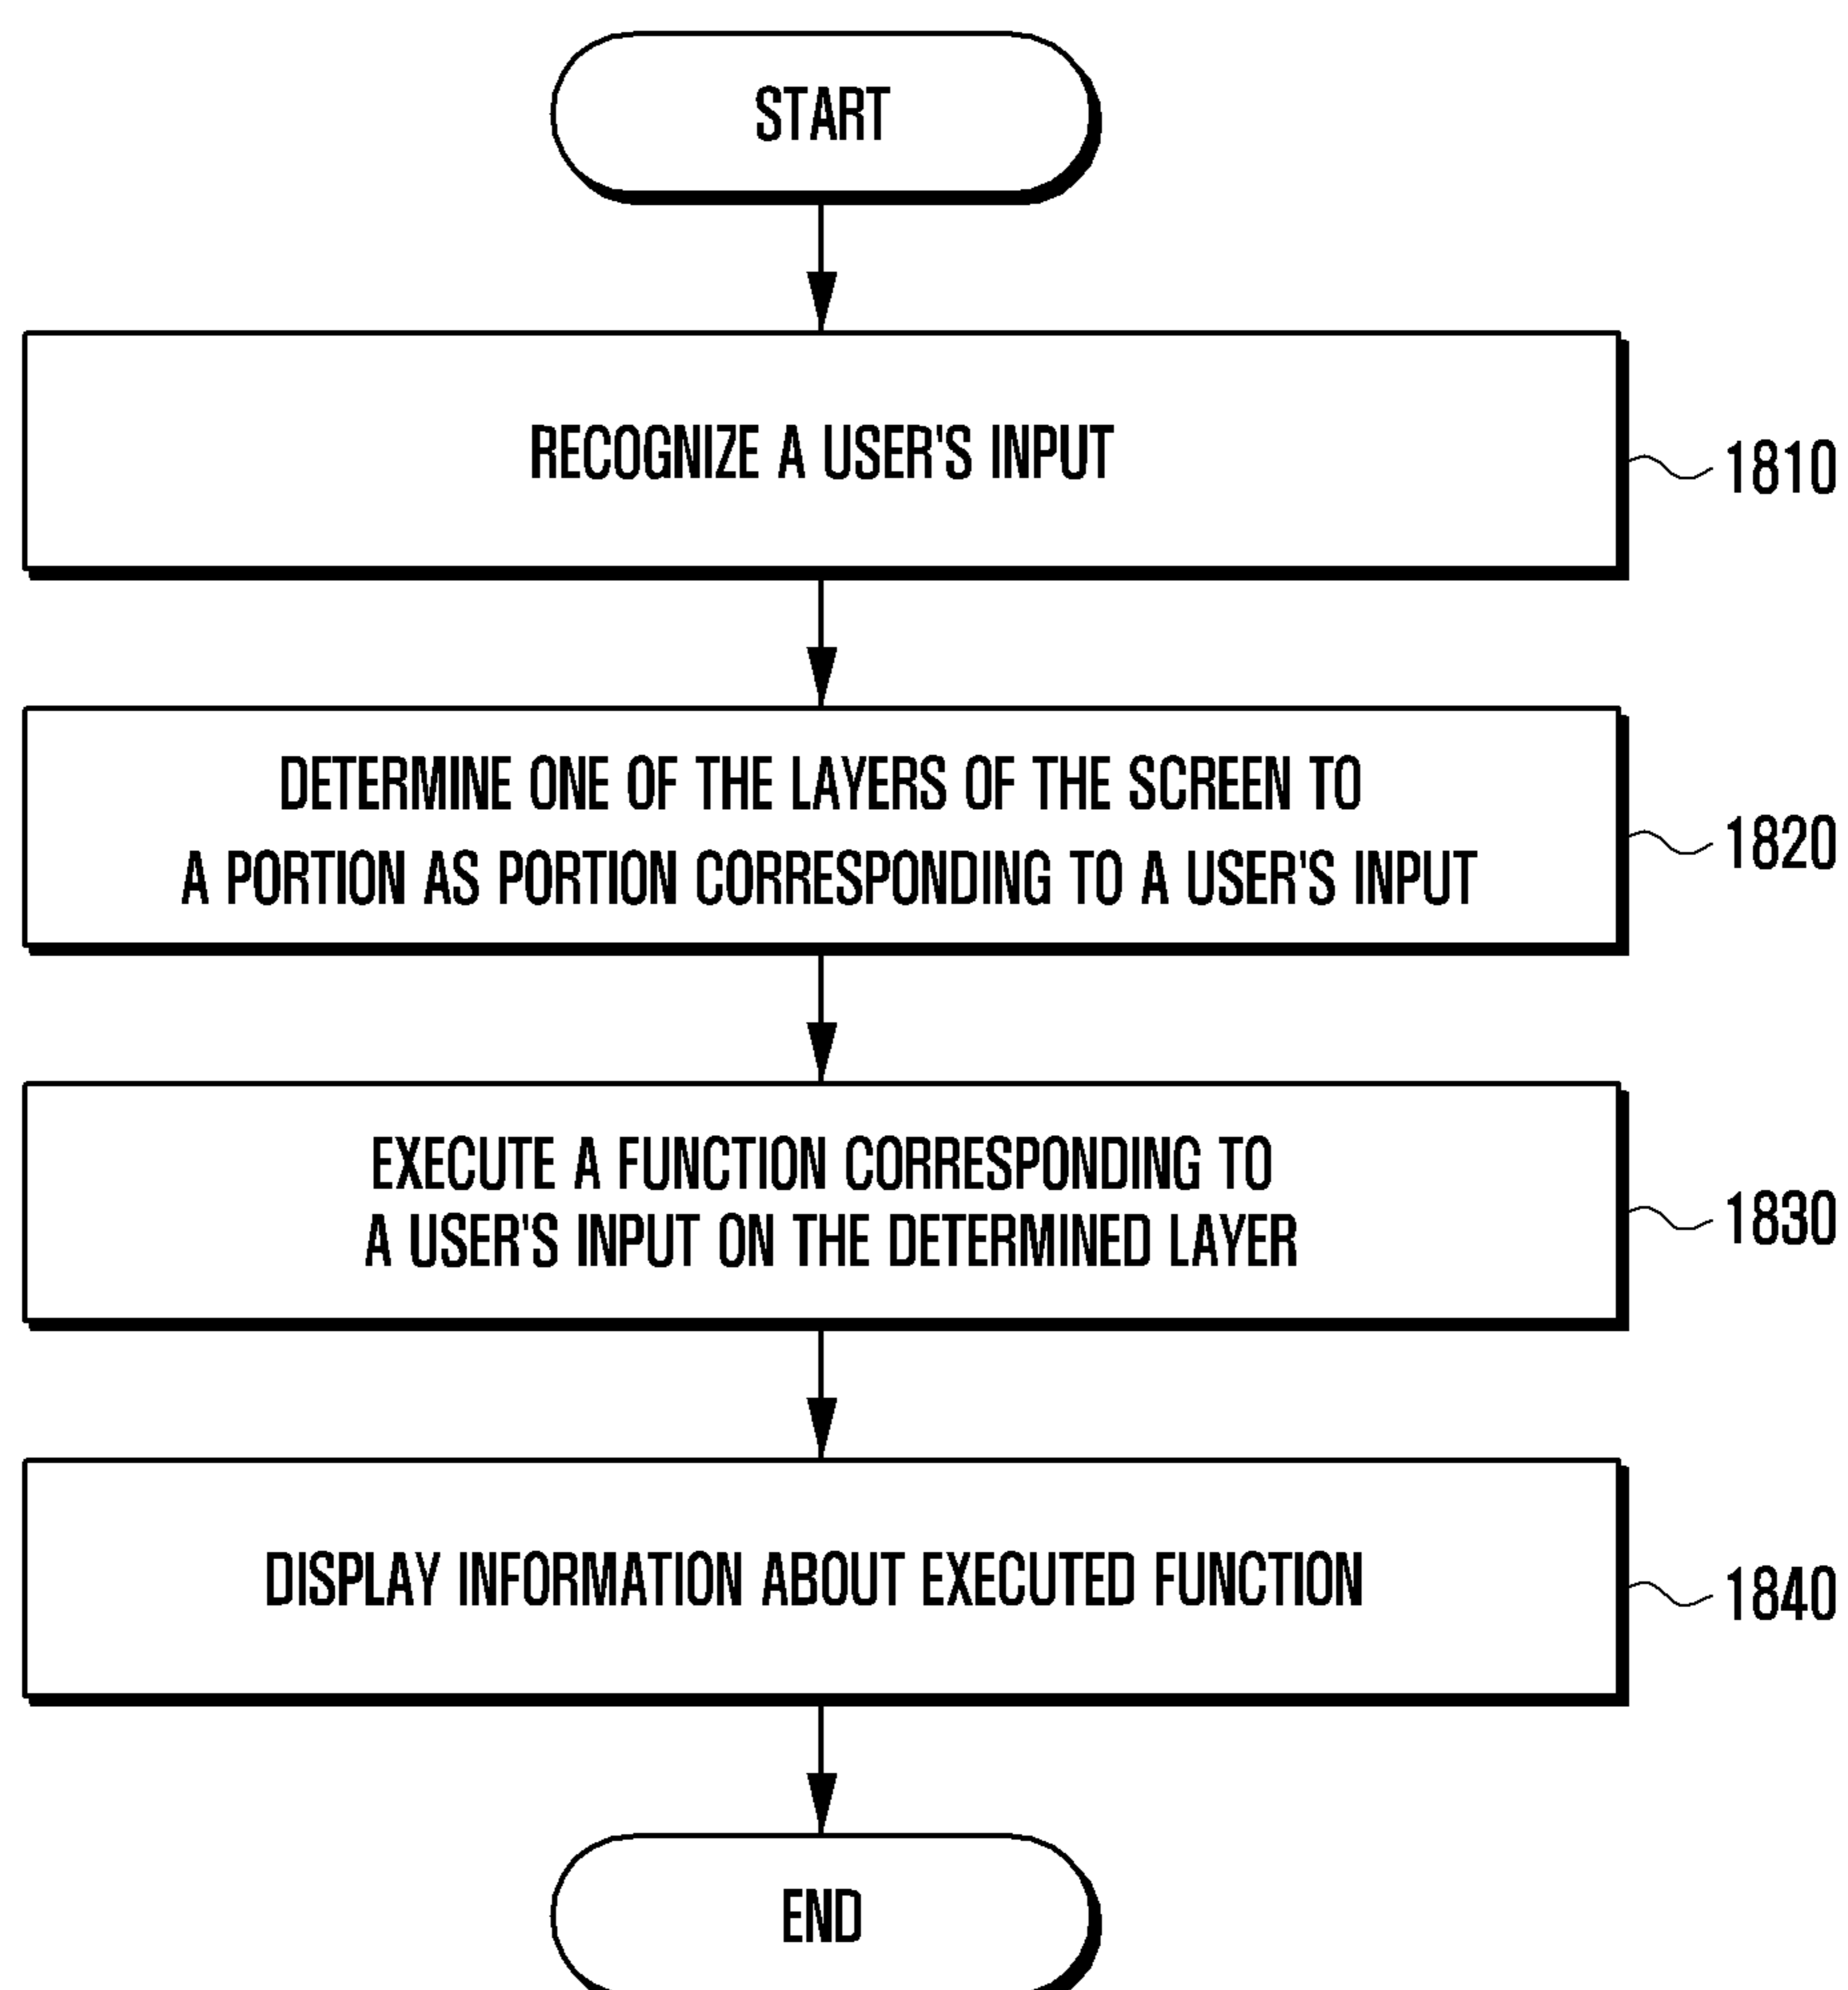 START
RECOGNIZE A USER'S INPUT
1810
DETERMINE ONE OF THE LAYERS OF THE SCREEN TO
A PORTION AS PORTION CORRESPONDING TO A USER'S INPUT
1820
EXECUTE A FUNCTION CORRESPONDING TO
A USER'S INPUT ON THE DETERMINED LAYER
1830
DISPLAY INFORMATION ABOUT EXECUTED FUNCTION
1840
END